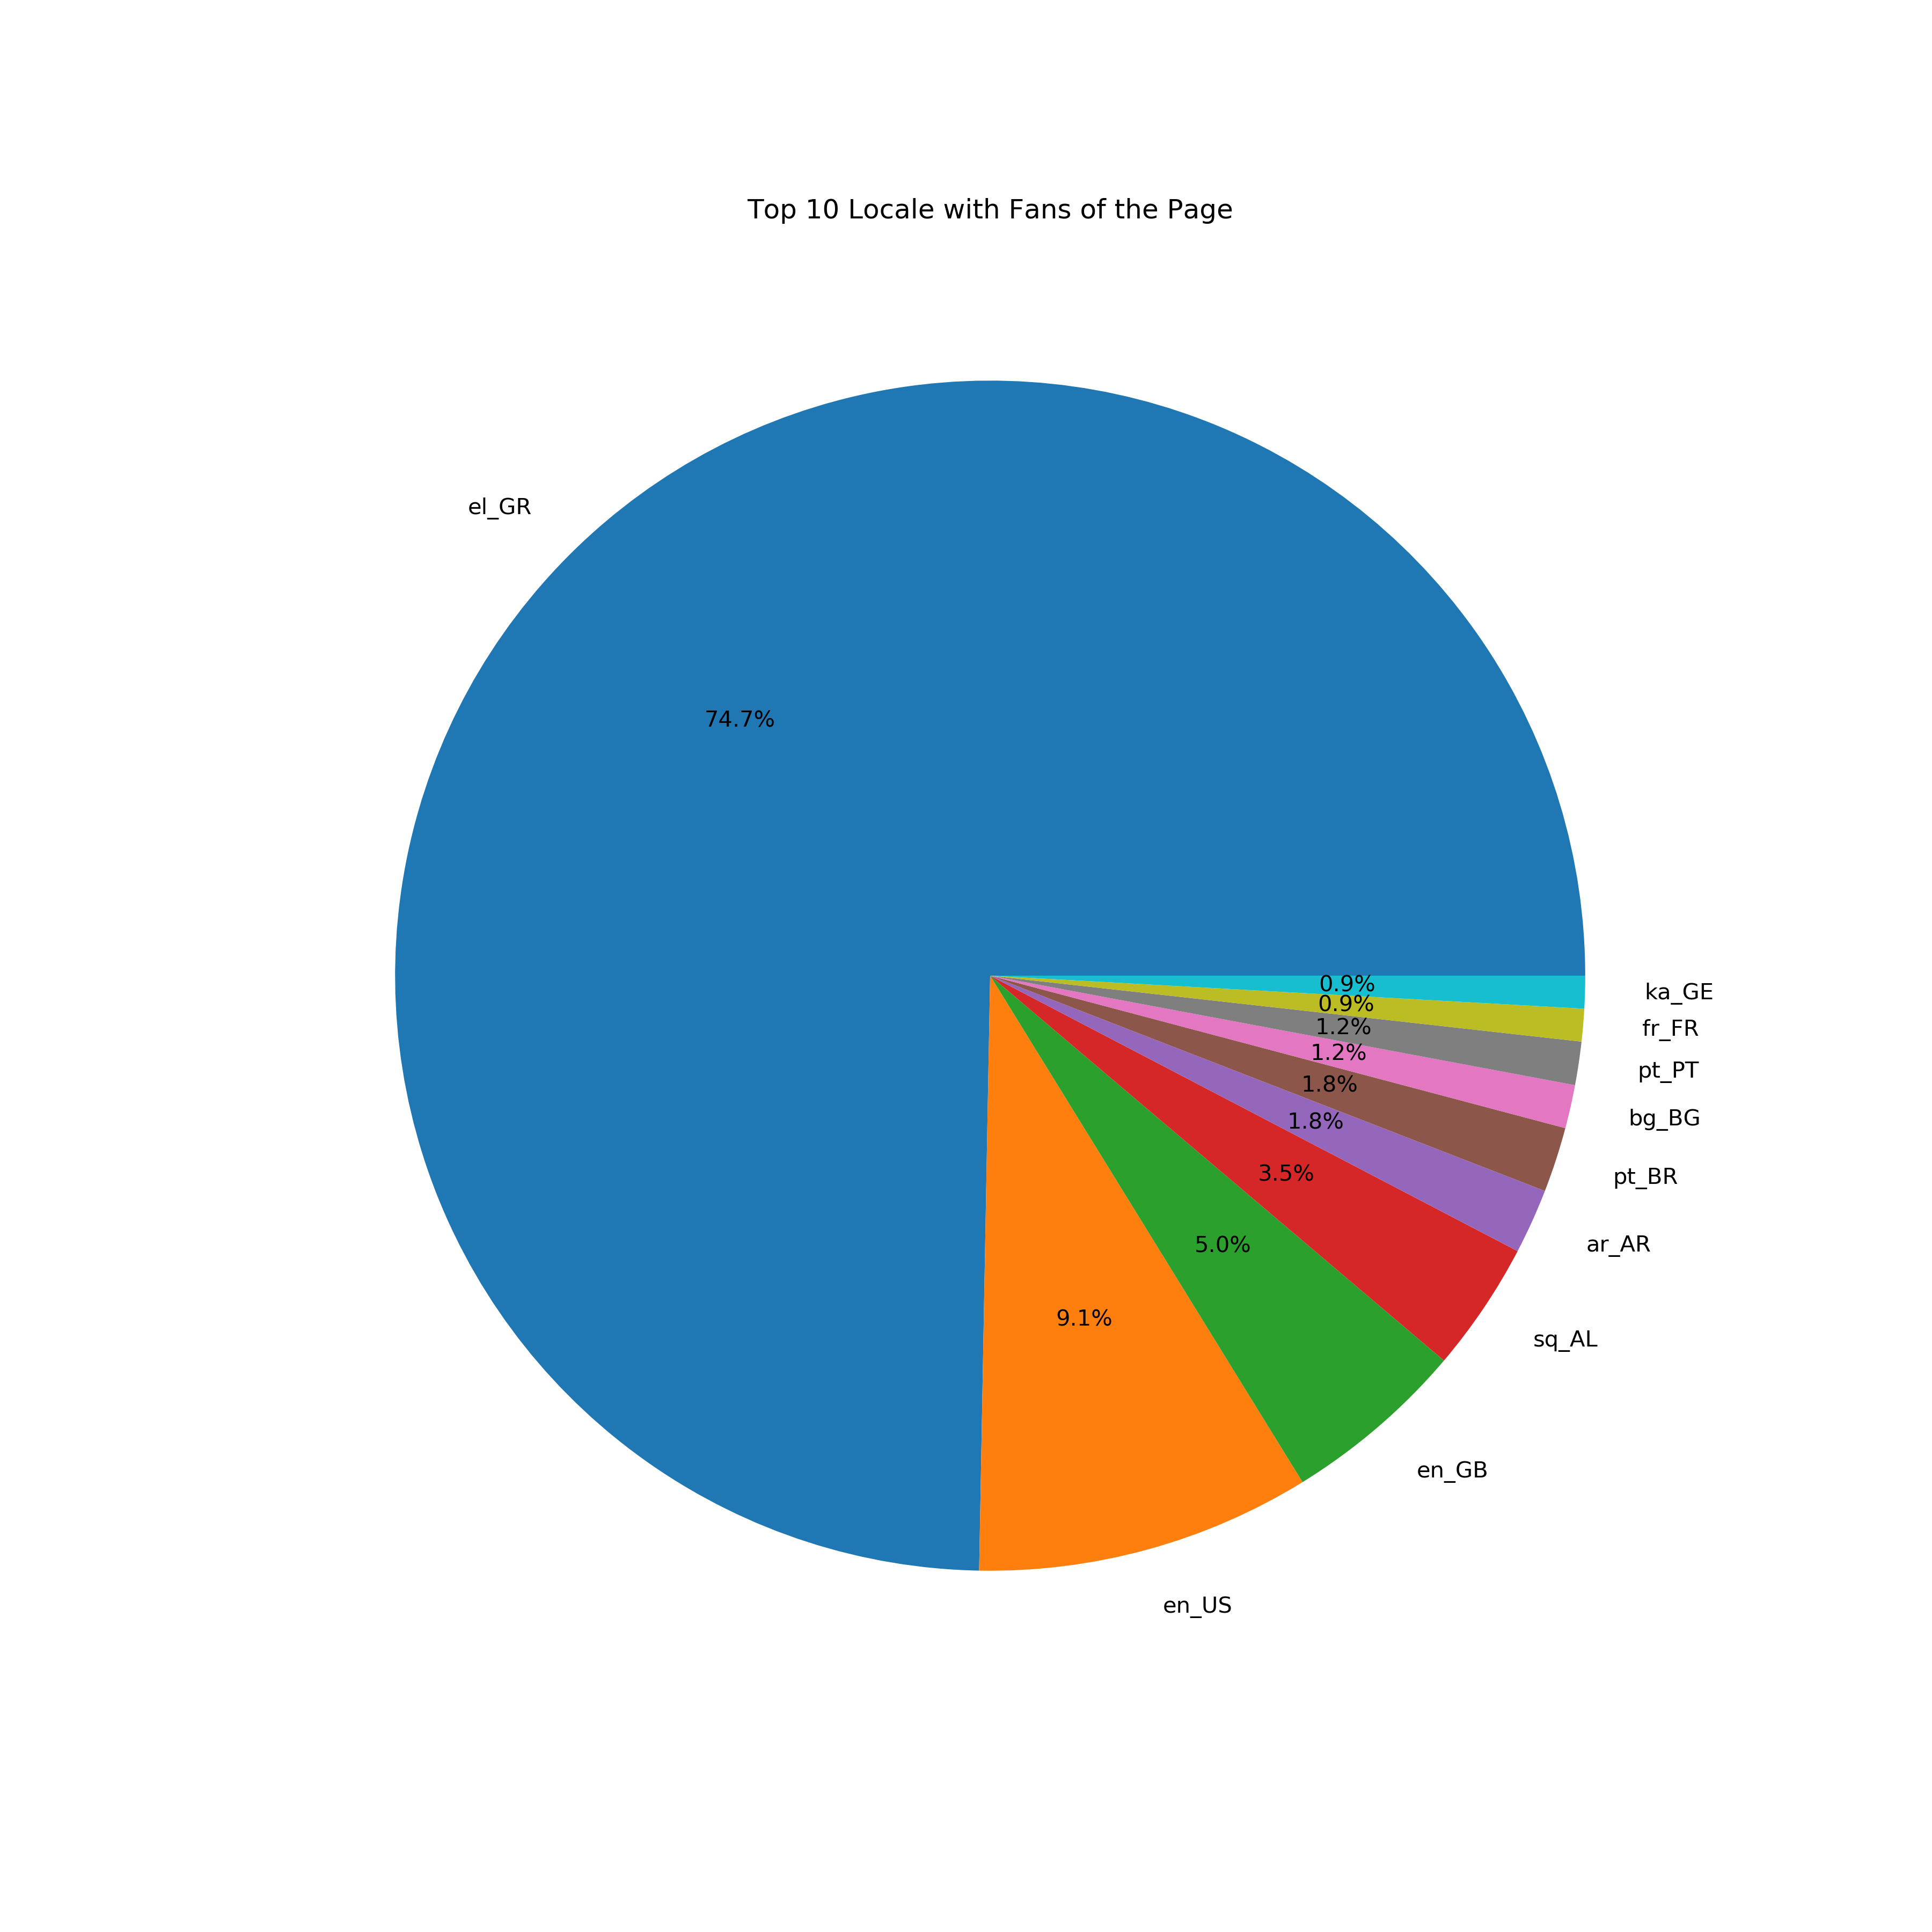 Top 10 Locale with Fans of the Page
el_GR
74.7%
0.9%
ka_GE
0.9%
fr_FR
1.2%
pt_PT
1.2%
bg_BG
1.8%
pt_BR
1.8%
ar_AR
3.5%
sq_AL
5.0%
en_GB
9.1%
en_US